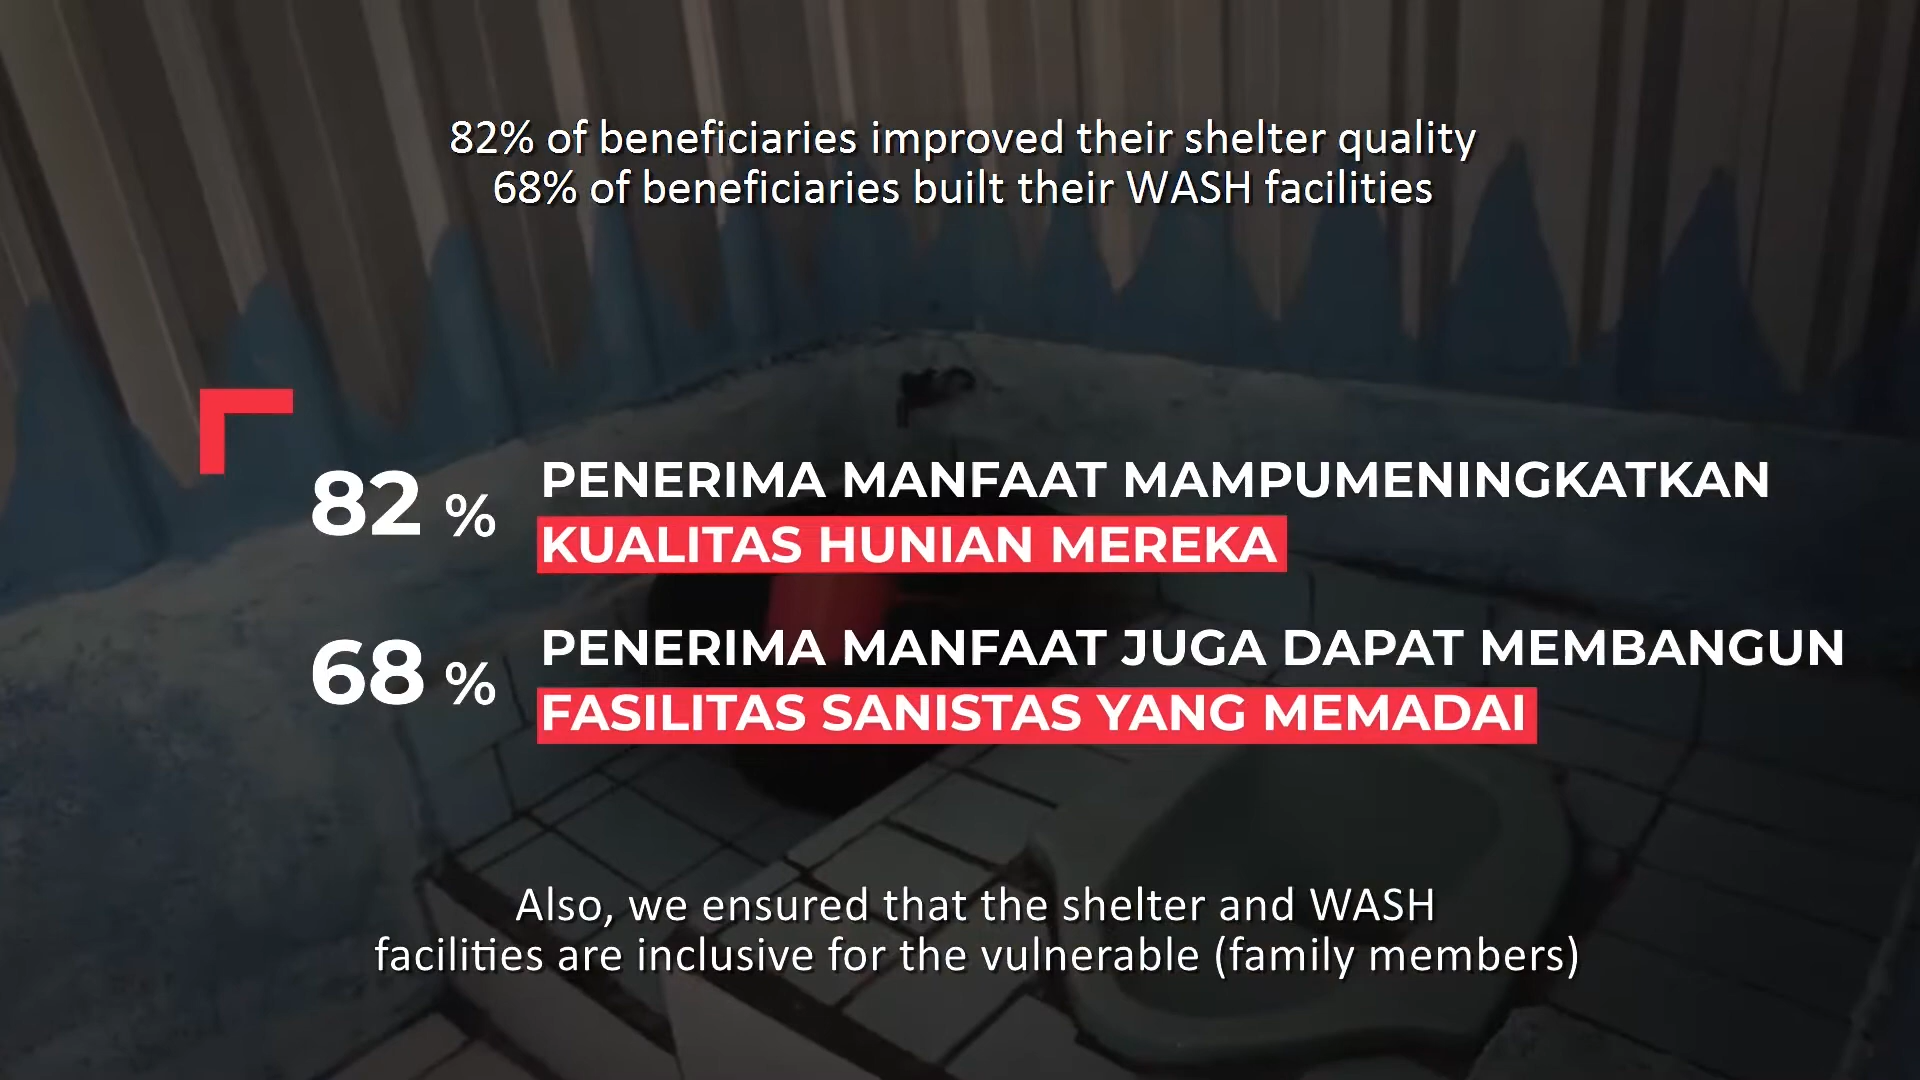 82% of beneficiaries improved their shelter quality
68% of beneficiaries built their WASH facilities
82 % PENERIMA MANFAAT MAMPUMENINGKATKAN
KUALITAS HUNIAN MEREKA
68 % PENERIMA MANFAAT JUGA DAPAT MEMBANGUN
FASILITAS SANISTAS YANG MEMADAI
Also, we ensured that the shelter and WASH
facilities are inclusive for the vulnerable (family members)